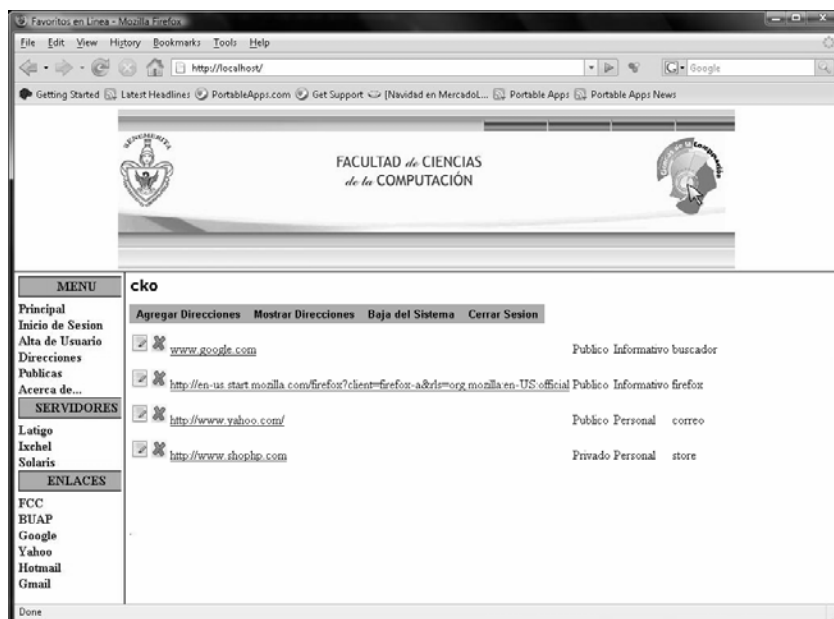 Favoritos en Linea - Mozilla Firefox
File Edit View History Bookmarks Tools Help
http://localhost/
G Google
Getting Started Latest Headlines PortableApps.com Get Support [Navidad en MercadoL... Portable Apps Portable Apps News
BENEMERITA
FACULTAD de CIENCIAS
de la COMPUTACIÓN
Ciencia de la Computación
MENU
Principal
Inicio de Sesion
Alta de Usuario
Direcciones
Publicas
Acerca de...
SERVIDORES
Latigo
Ixchel
Solaris
ENLACES
FCC
BUAP
Google
Yahoo
Hotmail
Gmail
cko
Agregar Direcciones Mostrar Direcciones Baja del Sistema Cerrar Sesion
www.google.com Publico Informativo buscador
http://en-us.start.mozilla.com/firefox?client=firefox-a&rls=org.mozilla:en-US:official Publico Informativo firefox
http://www.yahoo.com/ Publico Personal correo
http://www.shophp.com Privado Personal store
Done